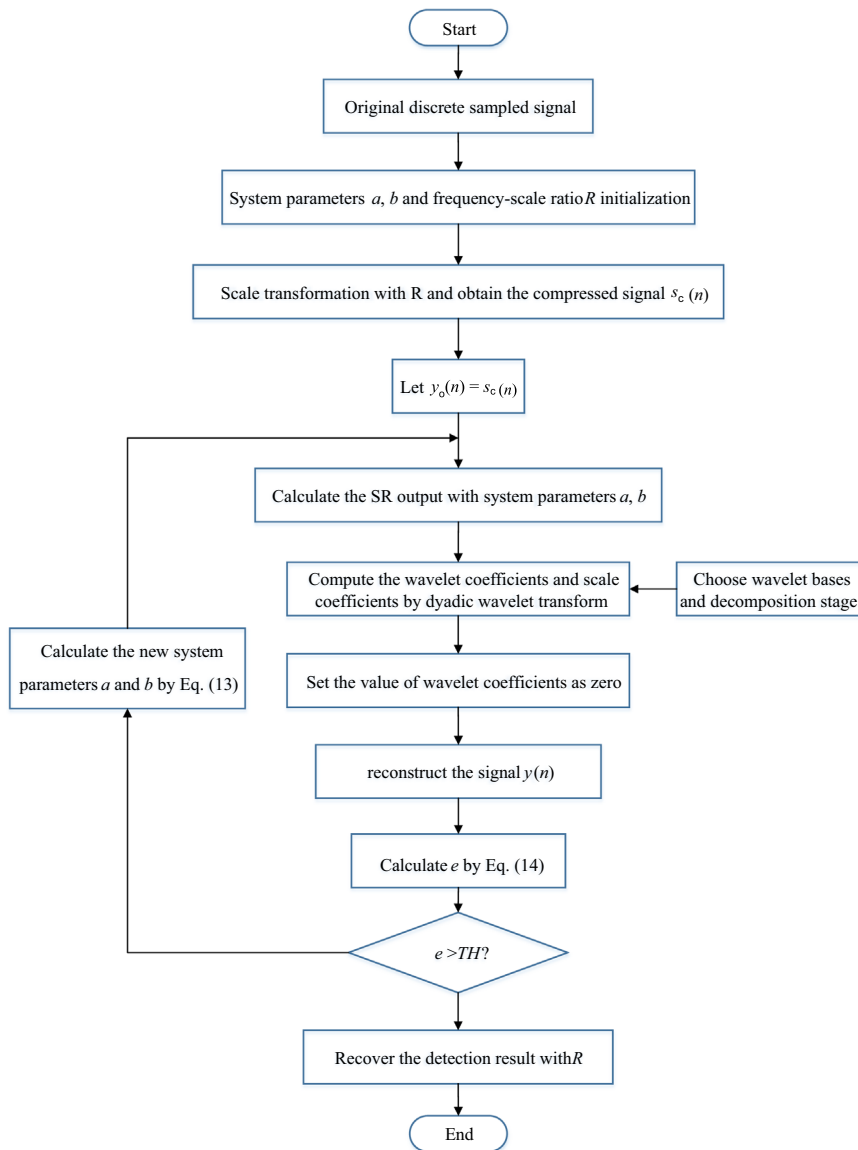 Start
Original discrete sampled signal
System parameters a, b and frequency-scale ratio R initialization
Scale transformation with R and obtain the compressed signal s_c(n)
Let y_o(n) = s_c(n)
Calculate the SR output with system parameters a, b
Compute the wavelet coefficients and scale
coefficients by dyadic wavelet transform
Choose wavelet bases
and decomposition stage
Calculate the new system
parameters a and b by Eq. (13)
Set the value of wavelet coefficients as zero
reconstruct the signal y(n)
Calculate e by Eq. (14)
e >TH?
Recover the detection result with R
End